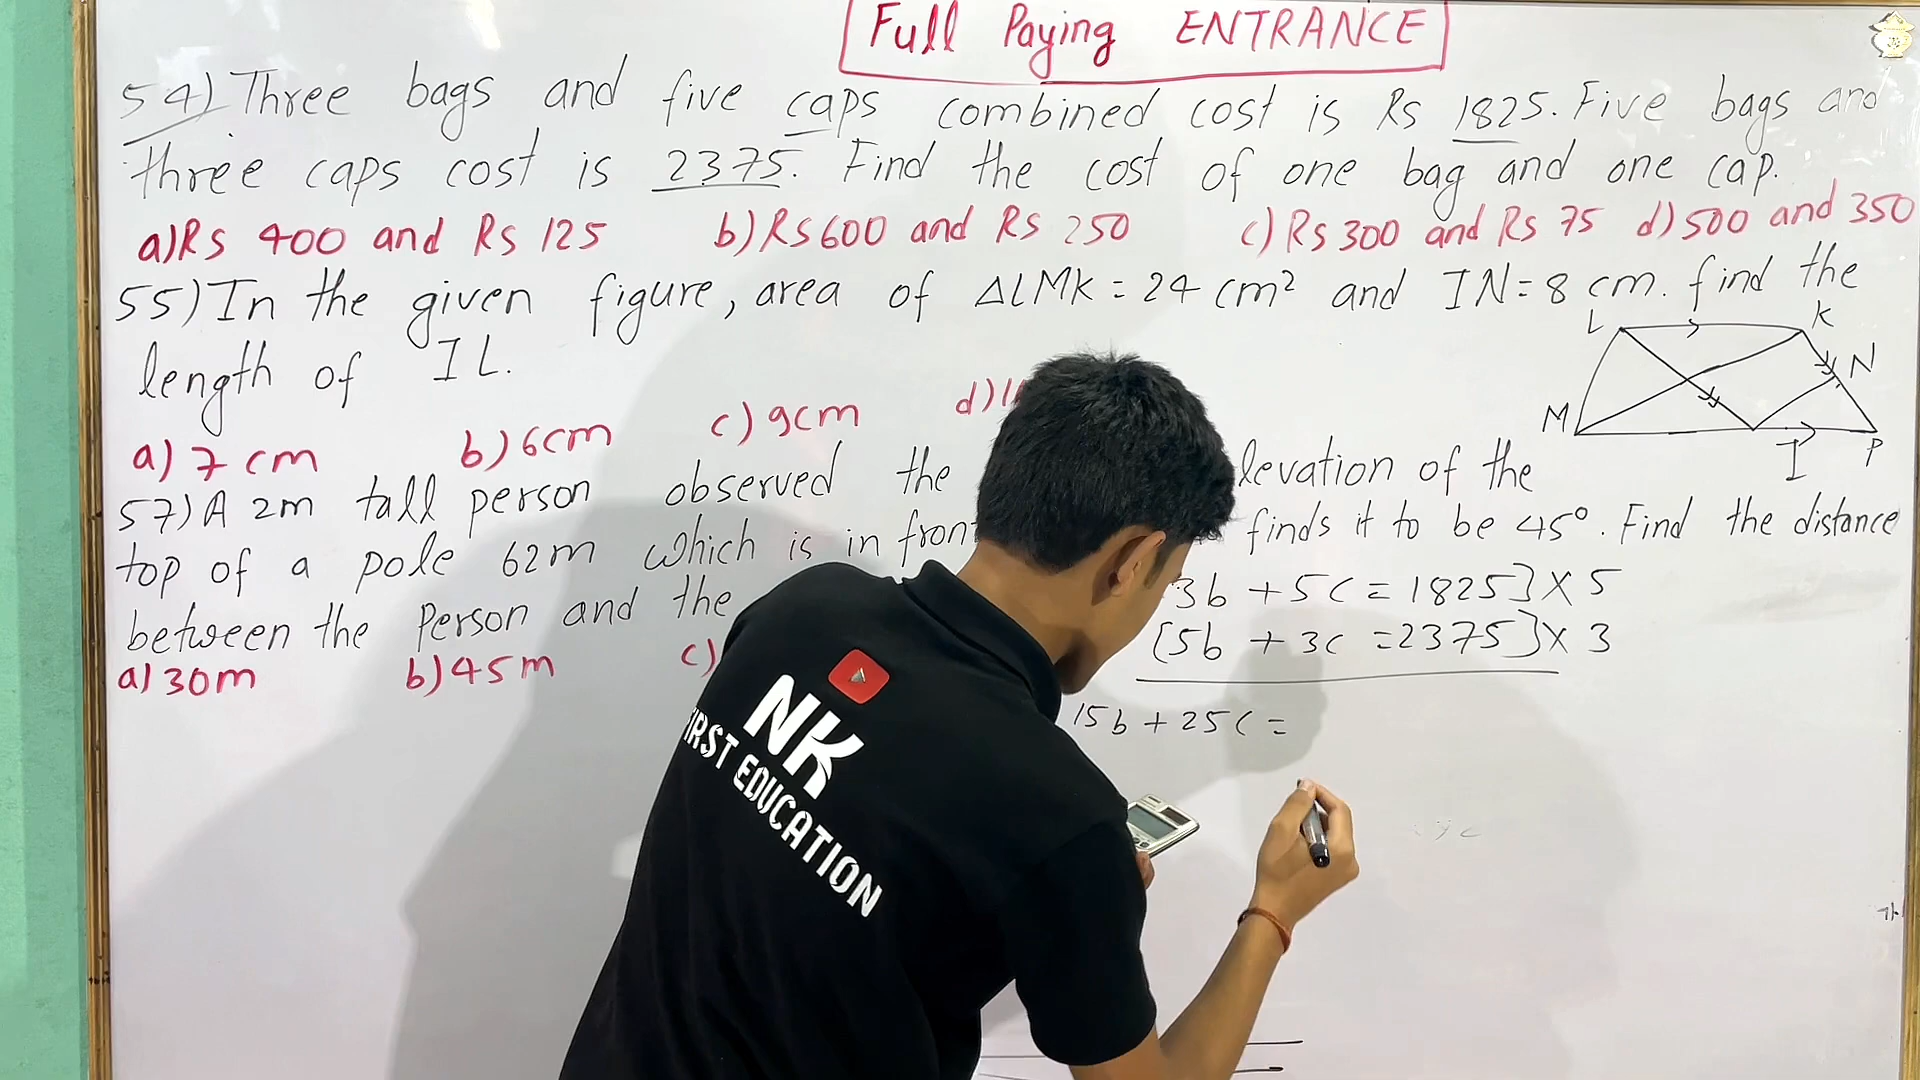 Full Paying ENTRANCE
54) Three bags and five caps combined cost is Rs 1825. Five bags and
three caps cost is 2375. Find the cost of one bag and one cap.
a) Rs 400 and Rs 125 b) Rs 600 and Rs 250 c) Rs 300 and Rs 75 d) 500 and 350
55) In the given figure, area of ΔLMK = 24 cm² and IN = 8 cm. find the
length of IL.
L K
N
M
I P
a) 7 cm b) 6cm c) 9cm d)
57) A 2m tall person observed the levation of the
top of a pole 62m which is in front finds it to be 45°. Find the distance
between the Person and the
a) 30m b) 45m c)
3b + 5c = 1825] × 5
[5b + 3c = 2375] × 3
15b + 25c =
NK
FIRST EDUCATION